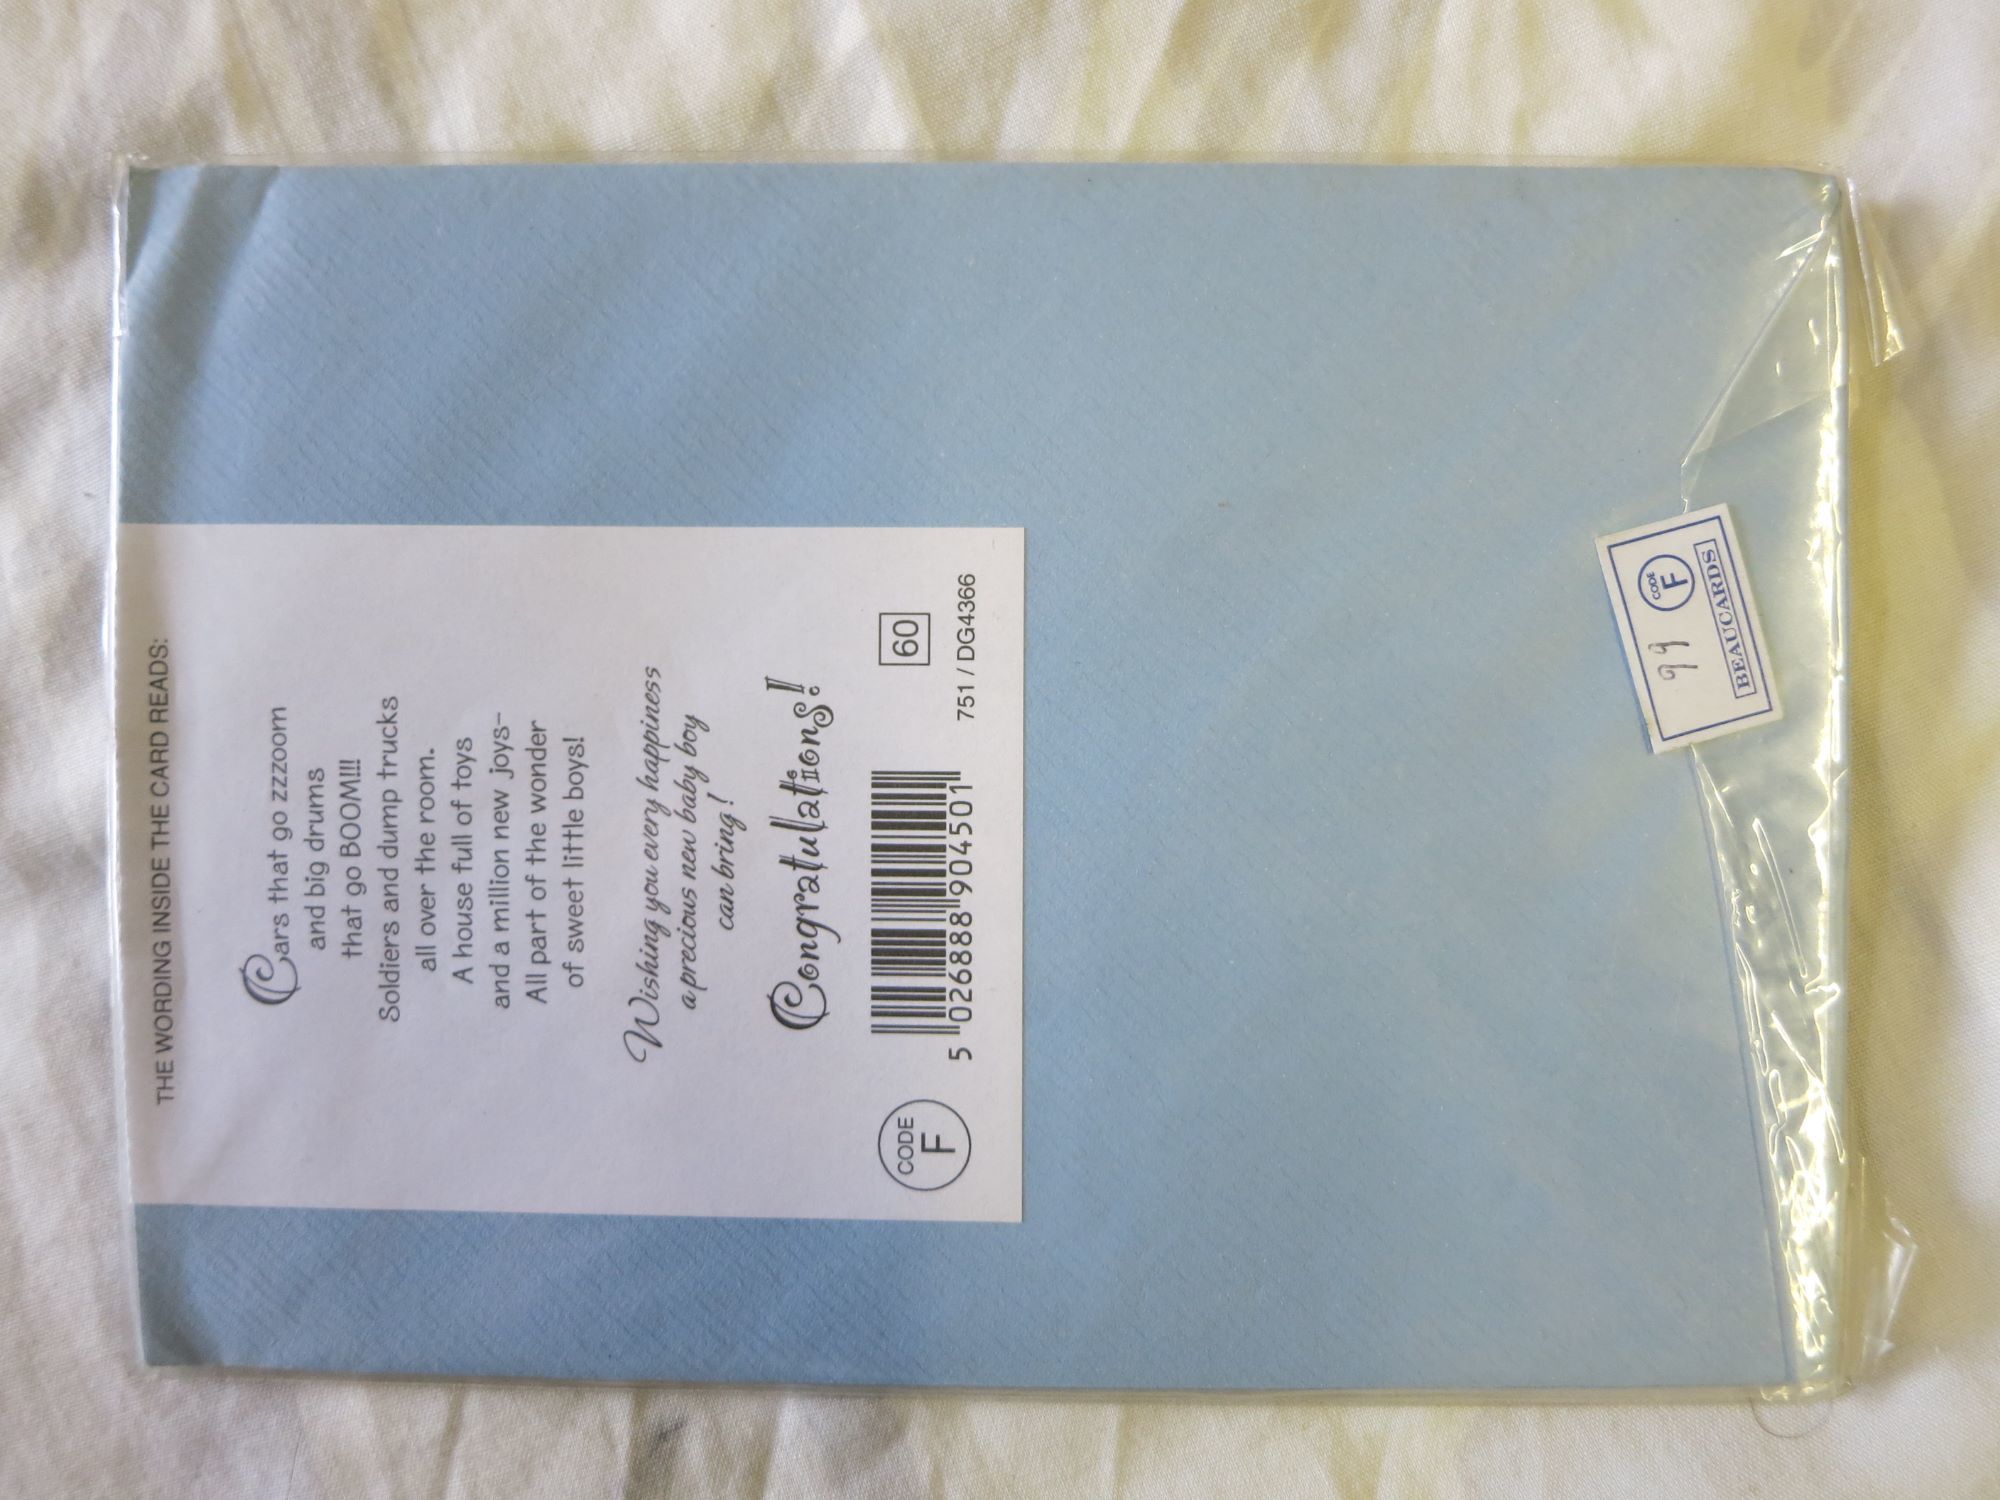 THE WORDING INSIDE THE CARD READS:
Cars that go zzzoom
and big drums
that go BOOM!!!
Soldiers and dump trucks
all over the room.
A house full of toys
and a million new joys–
All part of the wonder
of sweet little boys!
Wishing you every happiness
a precious new baby boy
can bring!
Congratulations!
CODE
F
5 026888 904501
60
751 / DG4366
99
CODE
F
BEAUCARDS